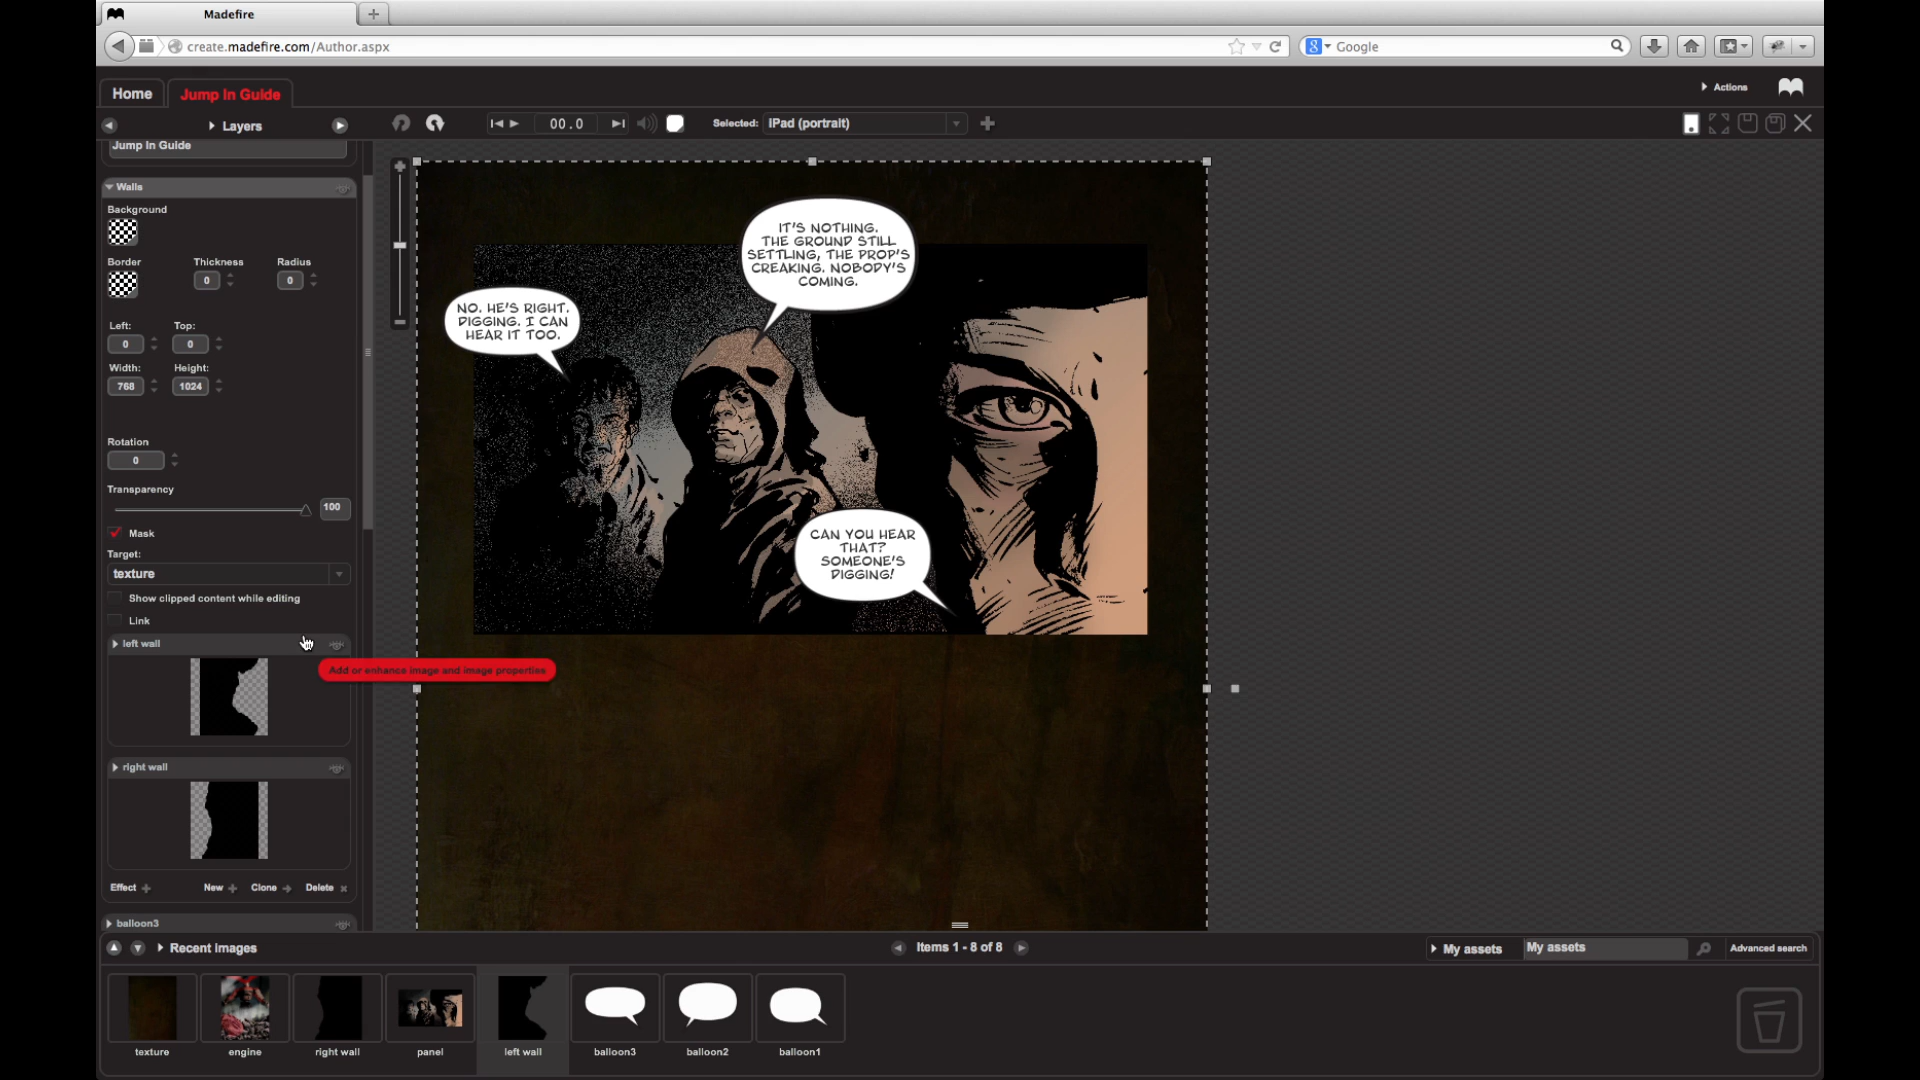 Madefire
create.madefire.com/Author.aspx
Google
Home
Jump In Guide
Actions
Layers
00.0
Selected:
iPad (portrait)
Jump In Guide
Walls
Background
Border
Thickness
Radius
0
0
Left:
Top:
0
0
Width:
Height:
768
1024
Rotation
0
Transparency
100
Mask
Target:
texture
Show clipped content while editing
Link
left wall
Add or enhance image and image properties
right wall
Effect
New
Clone
Delete
balloon3
IT'S NOTHING.
THE GROUND STILL
SETTLING, THE PROP'S
CREAKING. NOBODY'S
COMING.
NO. HE'S RIGHT.
DIGGING. I CAN
HEAR IT TOO.
CAN YOU HEAR
THAT?
SOMEONE'S
DIGGING!
Recent images
Items 1 - 8 of 8
My assets
My assets
Advanced search
texture
engine
right wall
panel
left wall
balloon3
balloon2
balloon1